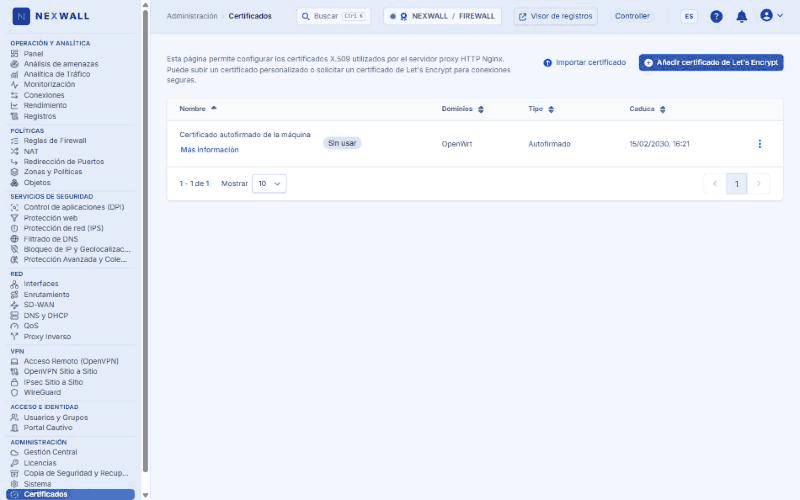 N NEXWALL
OPERACIÓN Y ANALÍTICA
Panel
Análisis de amenazas
Analítica de Tráfico
Monitorización
Conexiones
Rendimiento
Registros
POLÍTICAS
Reglas de Firewall
NAT
Redirección de Puertos
Zonas y Políticas
Objetos
SERVICIOS DE SEGURIDAD
Control de aplicaciones (DPI)
Protección web
Protección de red (IPS)
Filtrado de DNS
Bloqueo de IP y Geolocalizac...
Protección Avanzada y Cole...
RED
Interfaces
Enrutamiento
SD-WAN
DNS y DHCP
QoS
Proxy Inverso
VPN
Acceso Remoto (OpenVPN)
OpenVPN Sitio a Sitio
IPsec Sitio a Sitio
WireGuard
ACCESO E IDENTIDAD
Usuarios y Grupos
Portal Cautivo
ADMINISTRACIÓN
Gestión Central
Licencias
Copia de Seguridad y Recup...
Sistema
Certificados
Administración › Certificados
Buscar Ctrl K
NEXWALL / FIREWALL
Visor de registros
Controller
ES
Esta página permite configurar los certificados X.509 utilizados por el servidor proxy HTTP Nginx.
Puede subir un certificado personalizado o solicitar un certificado de Let's Encrypt para conexiones
seguras.
Importar certificado
Añadir certificado de Let's Encrypt
Nombre Dominios Tipo Caduca
Certificado autofirmado de la máquina
Más información
Sin usar
OpenWrt
Autofirmado
15/02/2030, 16:21
1 - 1 de 1 Mostrar 10
1